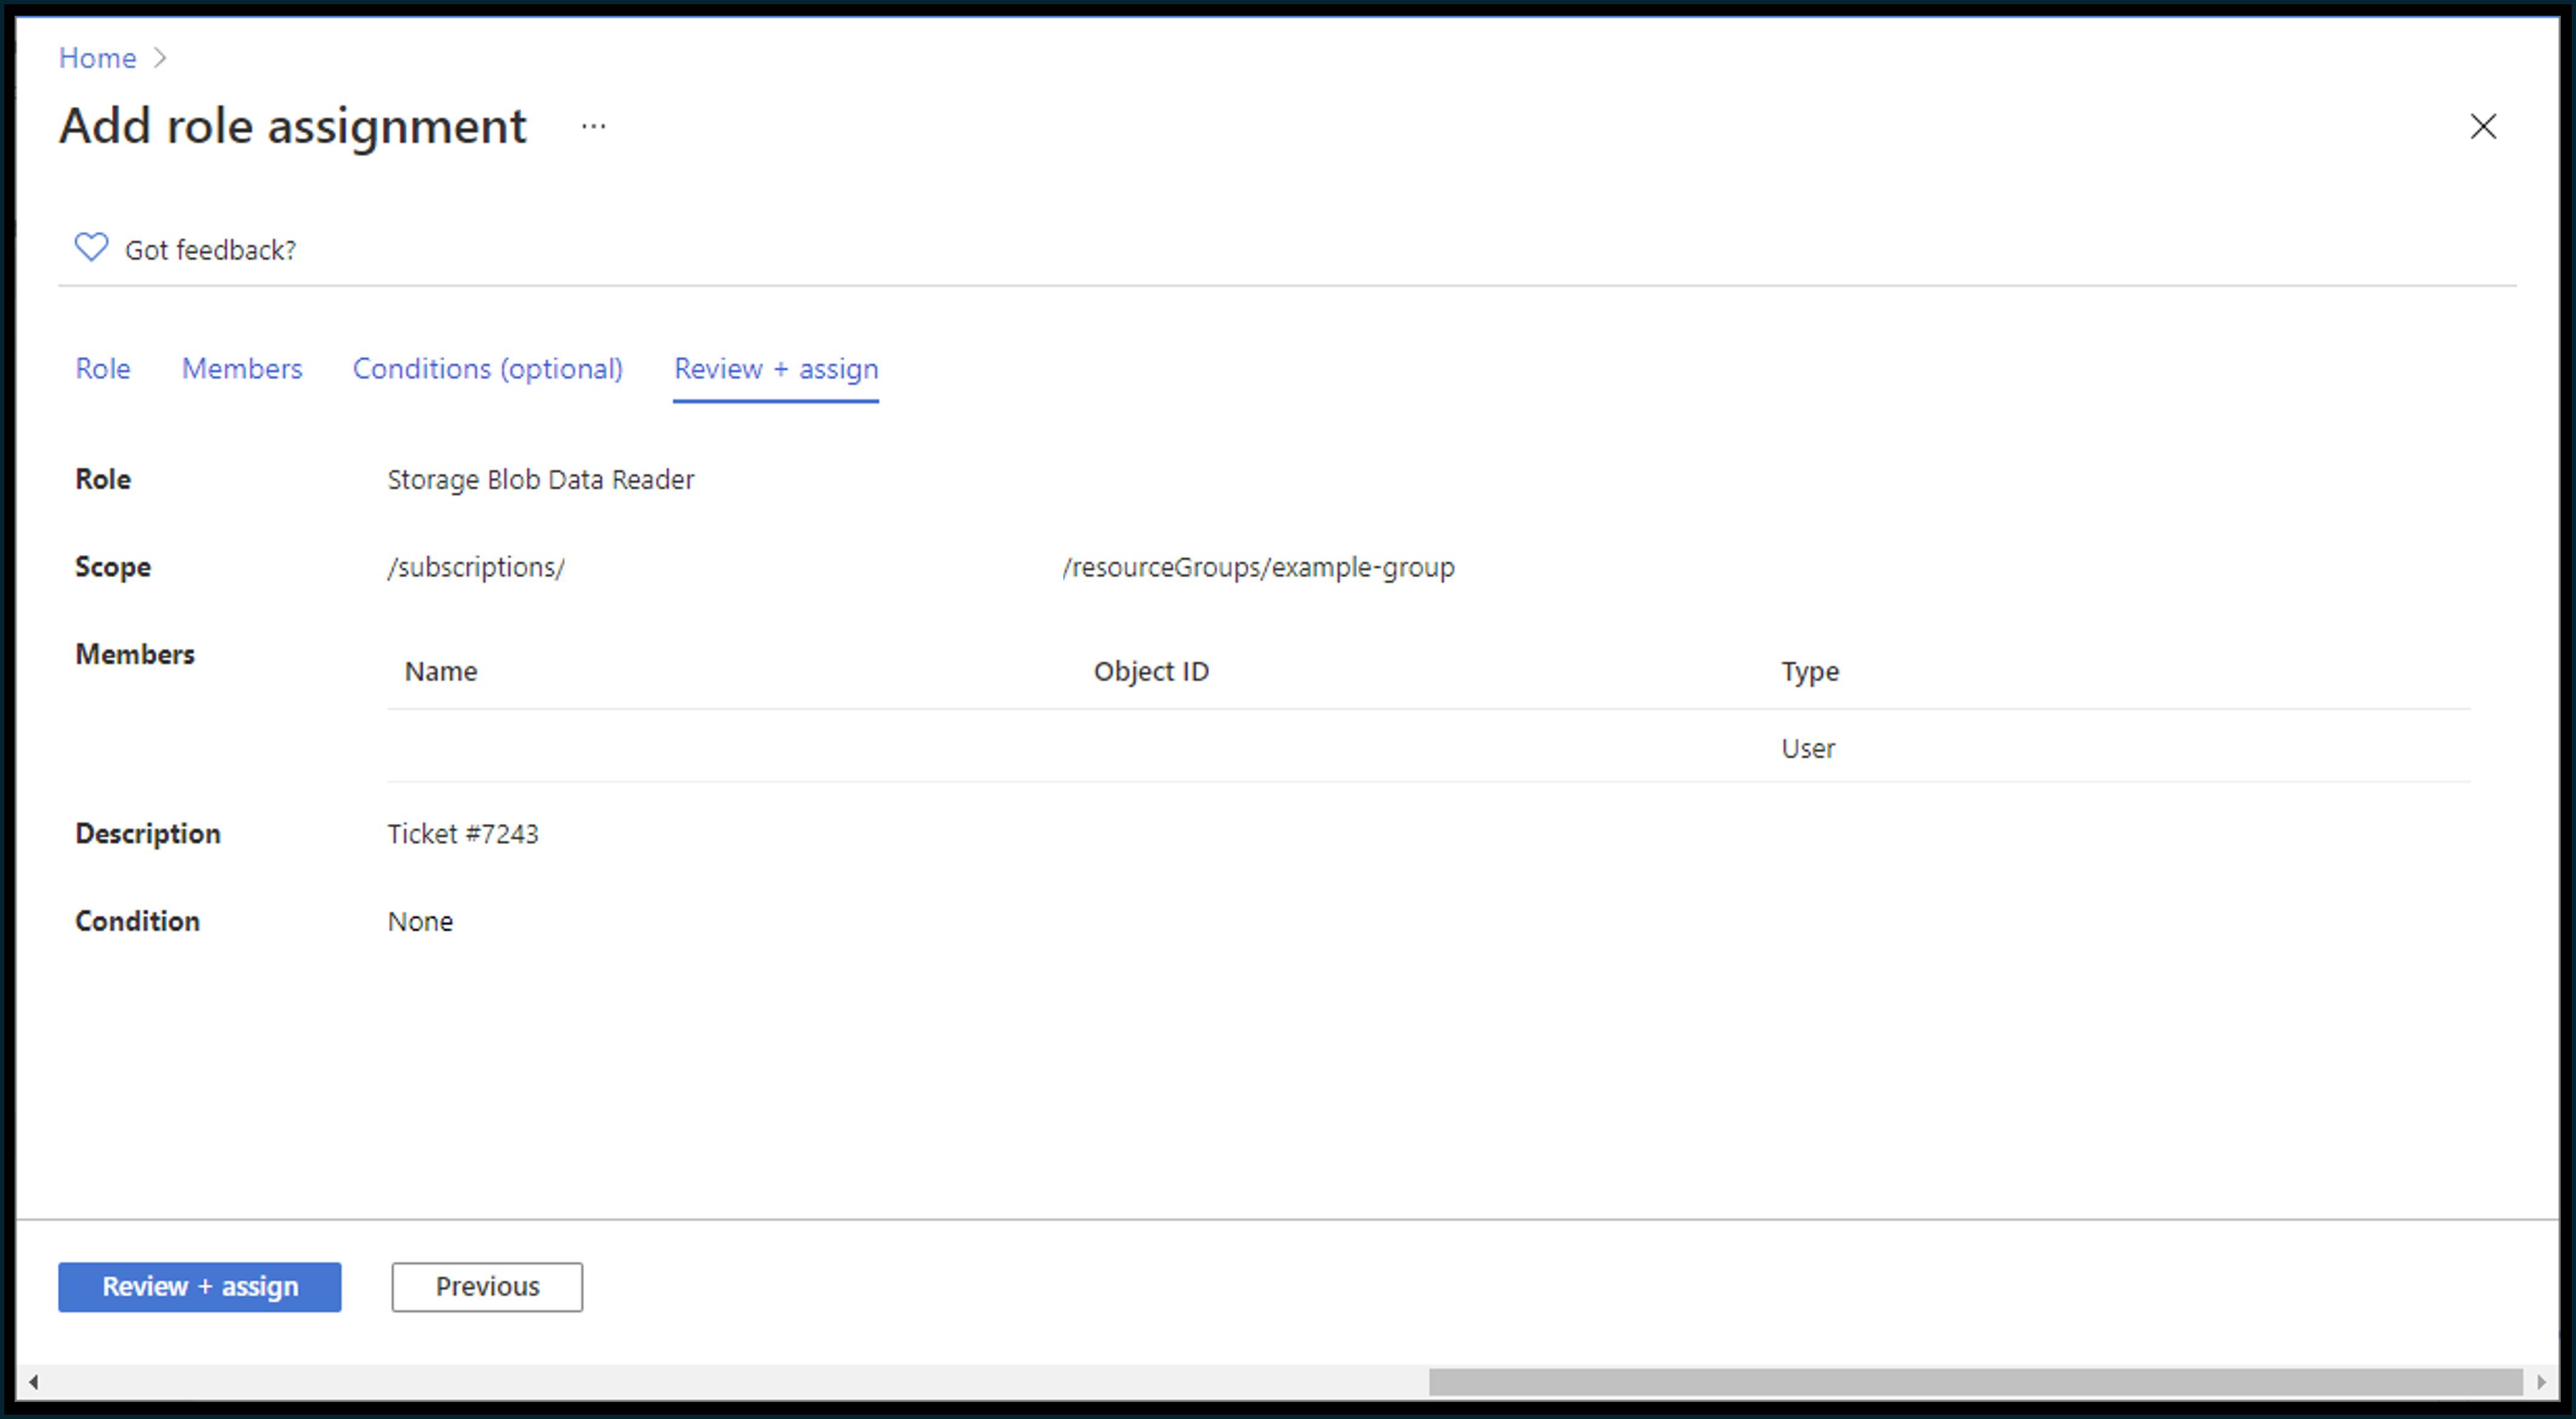 Home >
Add role assignment ...
Got feedback?
Role Members Conditions (optional) Review + assign
Role Storage Blob Data Reader
Scope /subscriptions/ /resourceGroups/example-group
Members Name Object ID Type
User
Description Ticket #7243
Condition None
Review + assign Previous